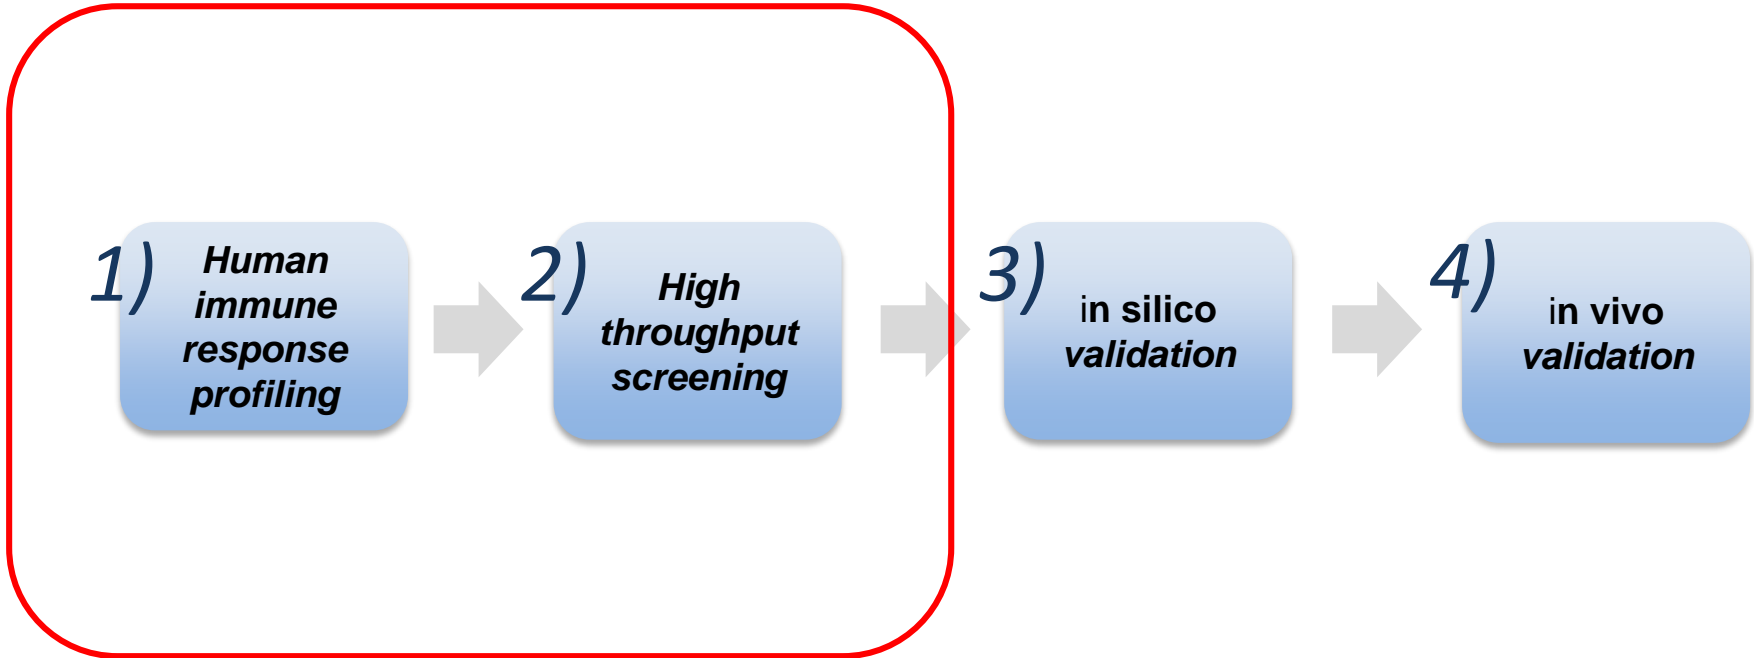 1)
Human
immune
response
profiling
2)
High
throughput
screening
3)
in silico
validation
4)
in vivo
validation